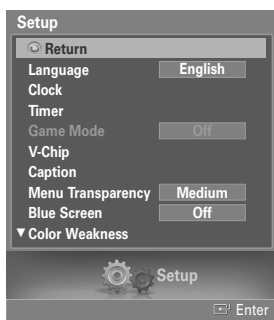 Setup
Return
Language English
Clock
Timer
Game Mode Off
V-Chip
Caption
Menu Transparency Medium
Blue Screen Off
▼ Color Weakness
Setup
Enter